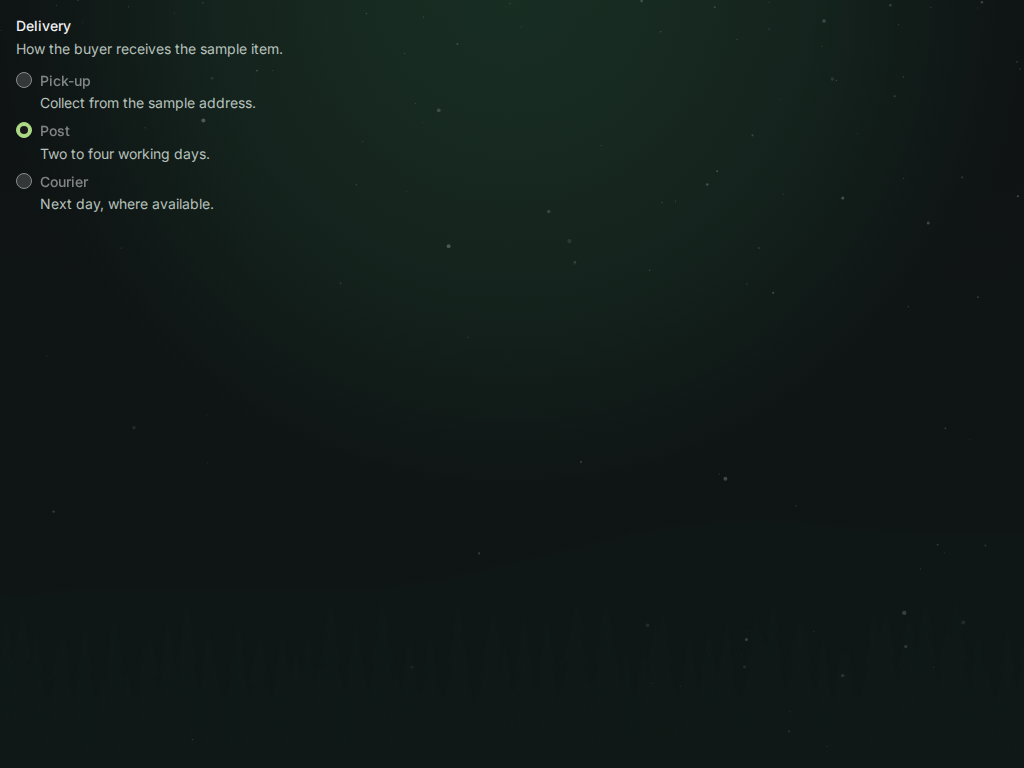 Delivery
How the buyer receives the sample item.
Pick-up
Collect from the sample address.
Post
Two to four working days.
Courier
Next day, where available.